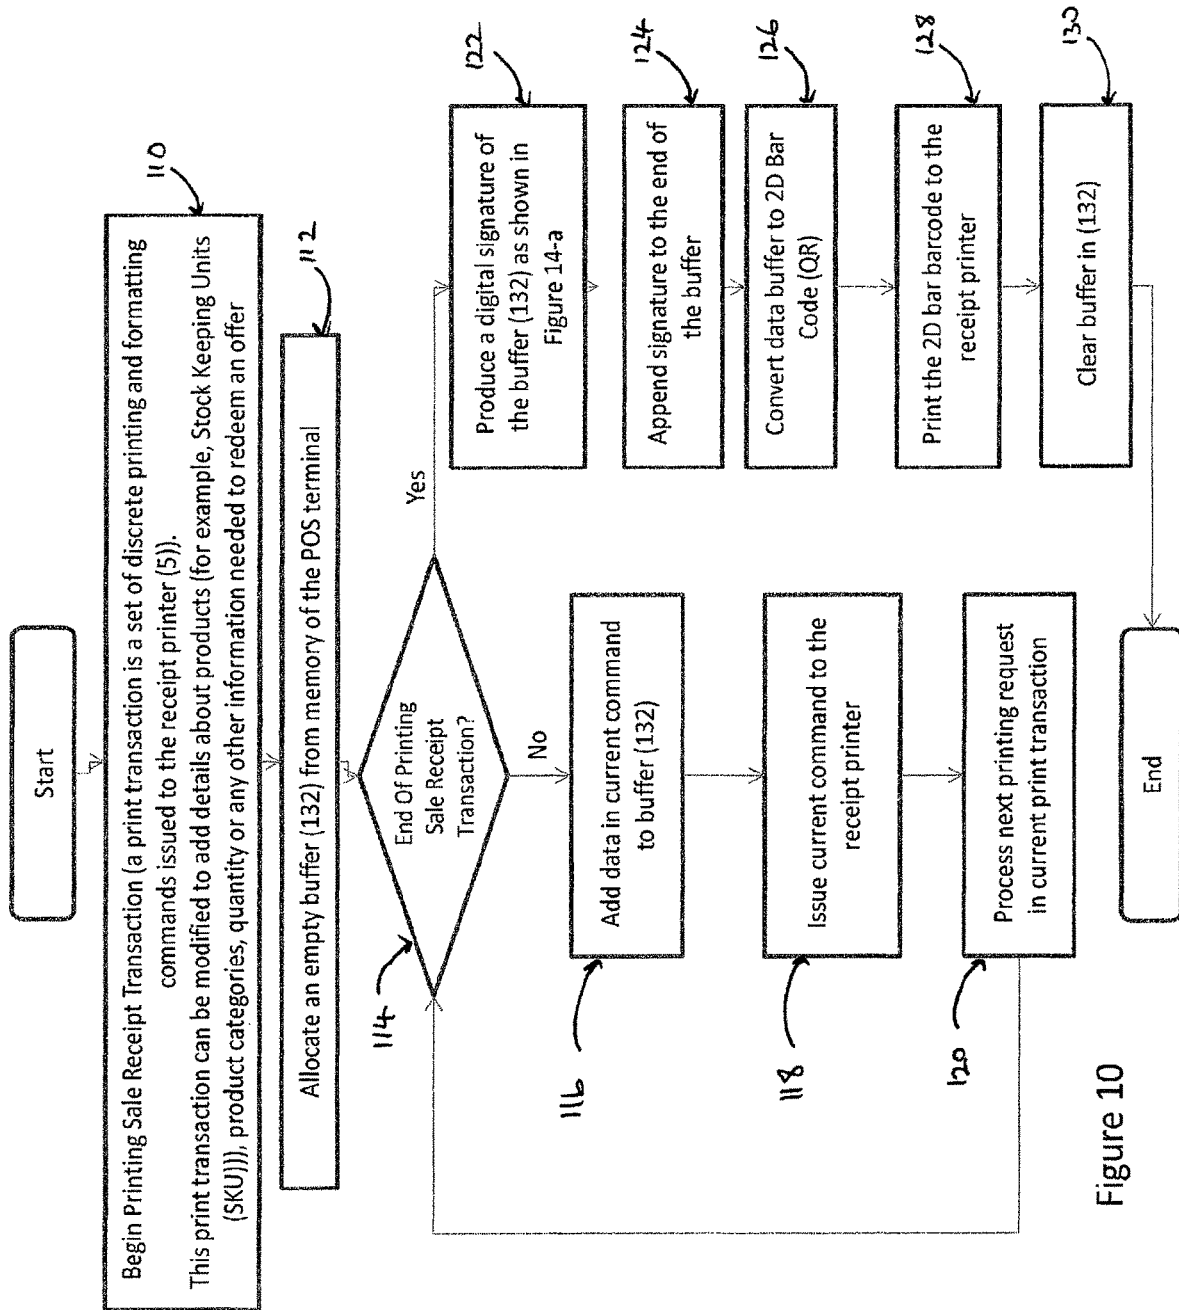 Start
110
Begin Printing Sale Receipt Transaction (a print transaction is a set of discrete printing and formatting
commands issued to the receipt printer (5)).
This print transaction can be modified to add details about products (for example, Stock Keeping Units
(SKU))), product categories, quantity or any other information needed to redeem an offer
112
Allocate an empty buffer (132) from memory of the POS terminal
114
End Of Printing
Sale Receipt
Transaction?
No
Yes
116
Add data in current command
to buffer (132)
118
Issue current command to the
receipt printer
120
Process next printing request
in current print transaction
122
Produce a digital signature of
the buffer (132) as shown in
Figure 14-a
124
Append signature to the end of
the buffer
126
Convert data buffer to 2D Bar
Code (QR)
128
Print the 2D bar barcode to the
receipt printer
130
Clear buffer in (132)
End
Figure 10